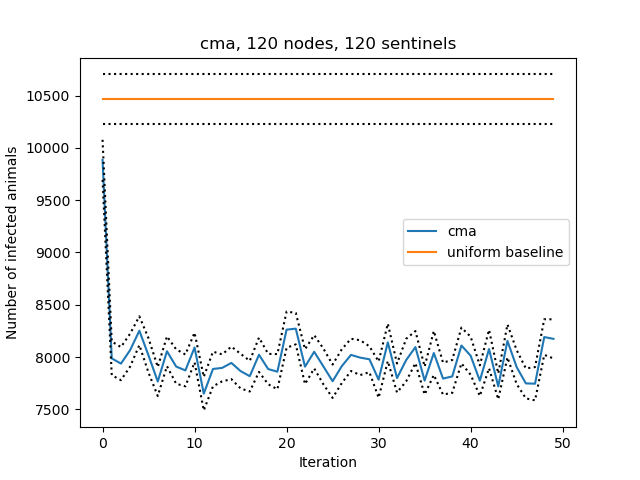 cma, 120 nodes, 120 sentinels
Number of infected animals
10500
10000
9500
9000
8500
8000
7500
cma
uniform baseline
0
10
20
30
40
50
Iteration